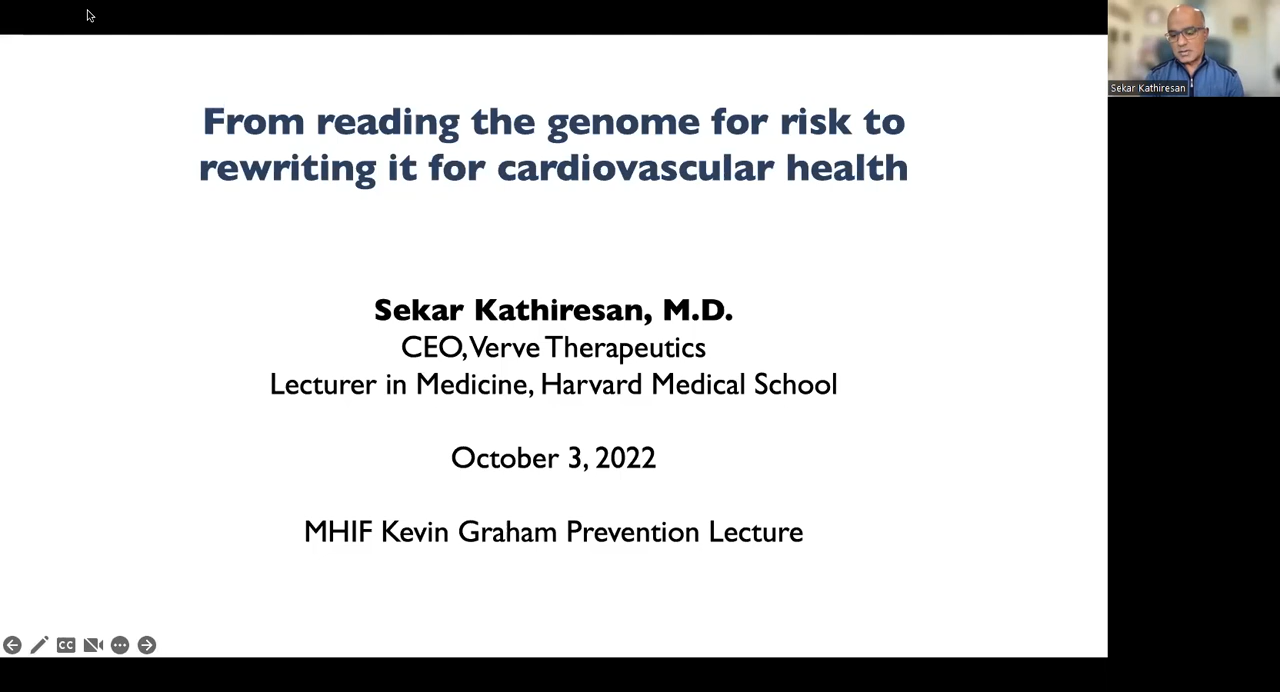 From reading the genome for risk to
rewriting it for cardiovascular health
Sekar Kathiresan, M.D.
CEO, Verve Therapeutics
Lecturer in Medicine, Harvard Medical School
October 3, 2022
MHIF Kevin Graham Prevention Lecture
Sekar Kathiresan
CC